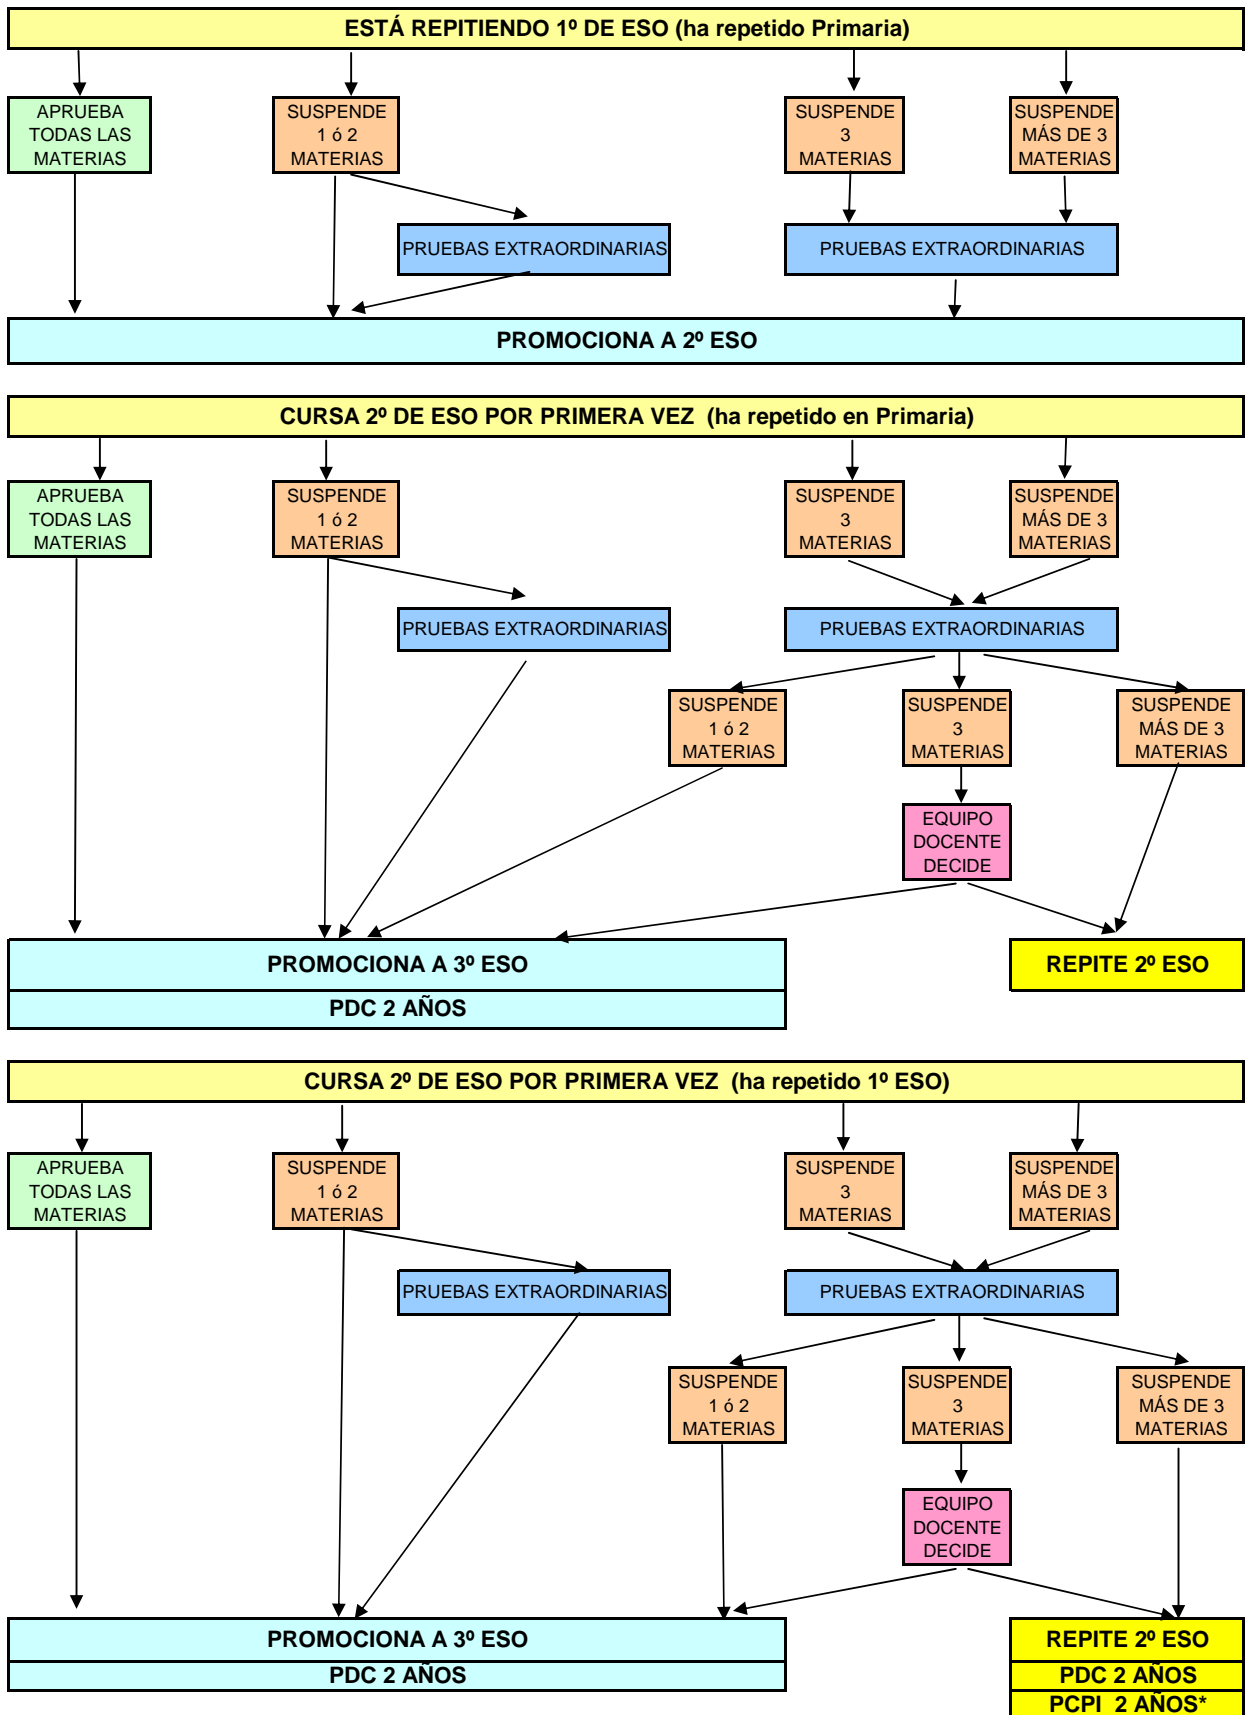 ESTÁ REPITIENDO 1º DE ESO (ha repetido Primaria)
APRUEBA
TODAS LAS
MATERIAS
SUSPENDE
1 ó 2
MATERIAS
SUSPENDE
3
MATERIAS
SUSPENDE
MÁS DE 3
MATERIAS
PRUEBAS EXTRAORDINARIAS
PRUEBAS EXTRAORDINARIAS
PROMOCIONA A 2º ESO
CURSA 2º DE ESO POR PRIMERA VEZ (ha repetido en Primaria)
APRUEBA
TODAS LAS
MATERIAS
SUSPENDE
1 ó 2
MATERIAS
SUSPENDE
3
MATERIAS
SUSPENDE
MÁS DE 3
MATERIAS
PRUEBAS EXTRAORDINARIAS
PRUEBAS EXTRAORDINARIAS
SUSPENDE
1 ó 2
MATERIAS
SUSPENDE
3
MATERIAS
SUSPENDE
MÁS DE 3
MATERIAS
EQUIPO
DOCENTE
DECIDE
PROMOCIONA A 3º ESO
PDC 2 AÑOS
REPITE 2º ESO
CURSA 2º DE ESO POR PRIMERA VEZ (ha repetido 1º ESO)
APRUEBA
TODAS LAS
MATERIAS
SUSPENDE
1 ó 2
MATERIAS
SUSPENDE
3
MATERIAS
SUSPENDE
MÁS DE 3
MATERIAS
PRUEBAS EXTRAORDINARIAS
PRUEBAS EXTRAORDINARIAS
SUSPENDE
1 ó 2
MATERIAS
SUSPENDE
3
MATERIAS
SUSPENDE
MÁS DE 3
MATERIAS
EQUIPO
DOCENTE
DECIDE
PROMOCIONA A 3º ESO
PDC 2 AÑOS
REPITE 2º ESO
PDC 2 AÑOS
PCPI 2 AÑOS*